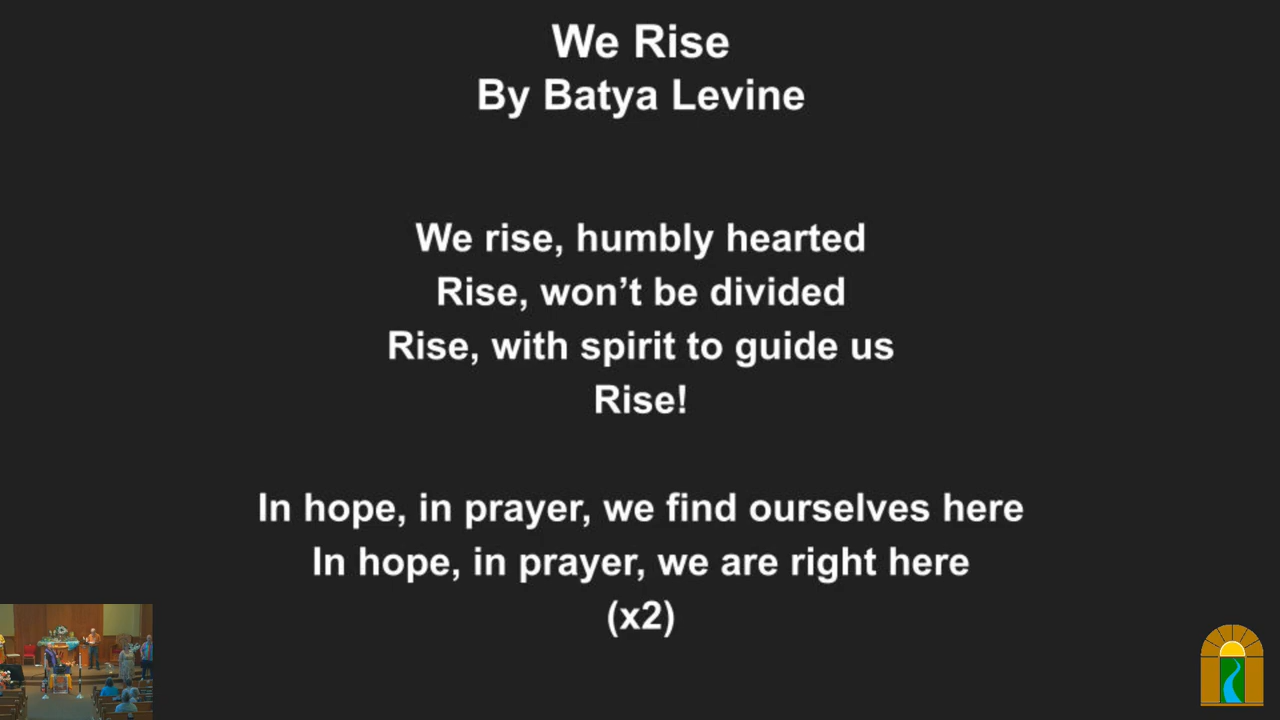 We Rise
By Batya Levine
We rise, humbly hearted
Rise, won’t be divided
Rise, with spirit to guide us
Rise!
In hope, in prayer, we find ourselves here
In hope, in prayer, we are right here
(x2)